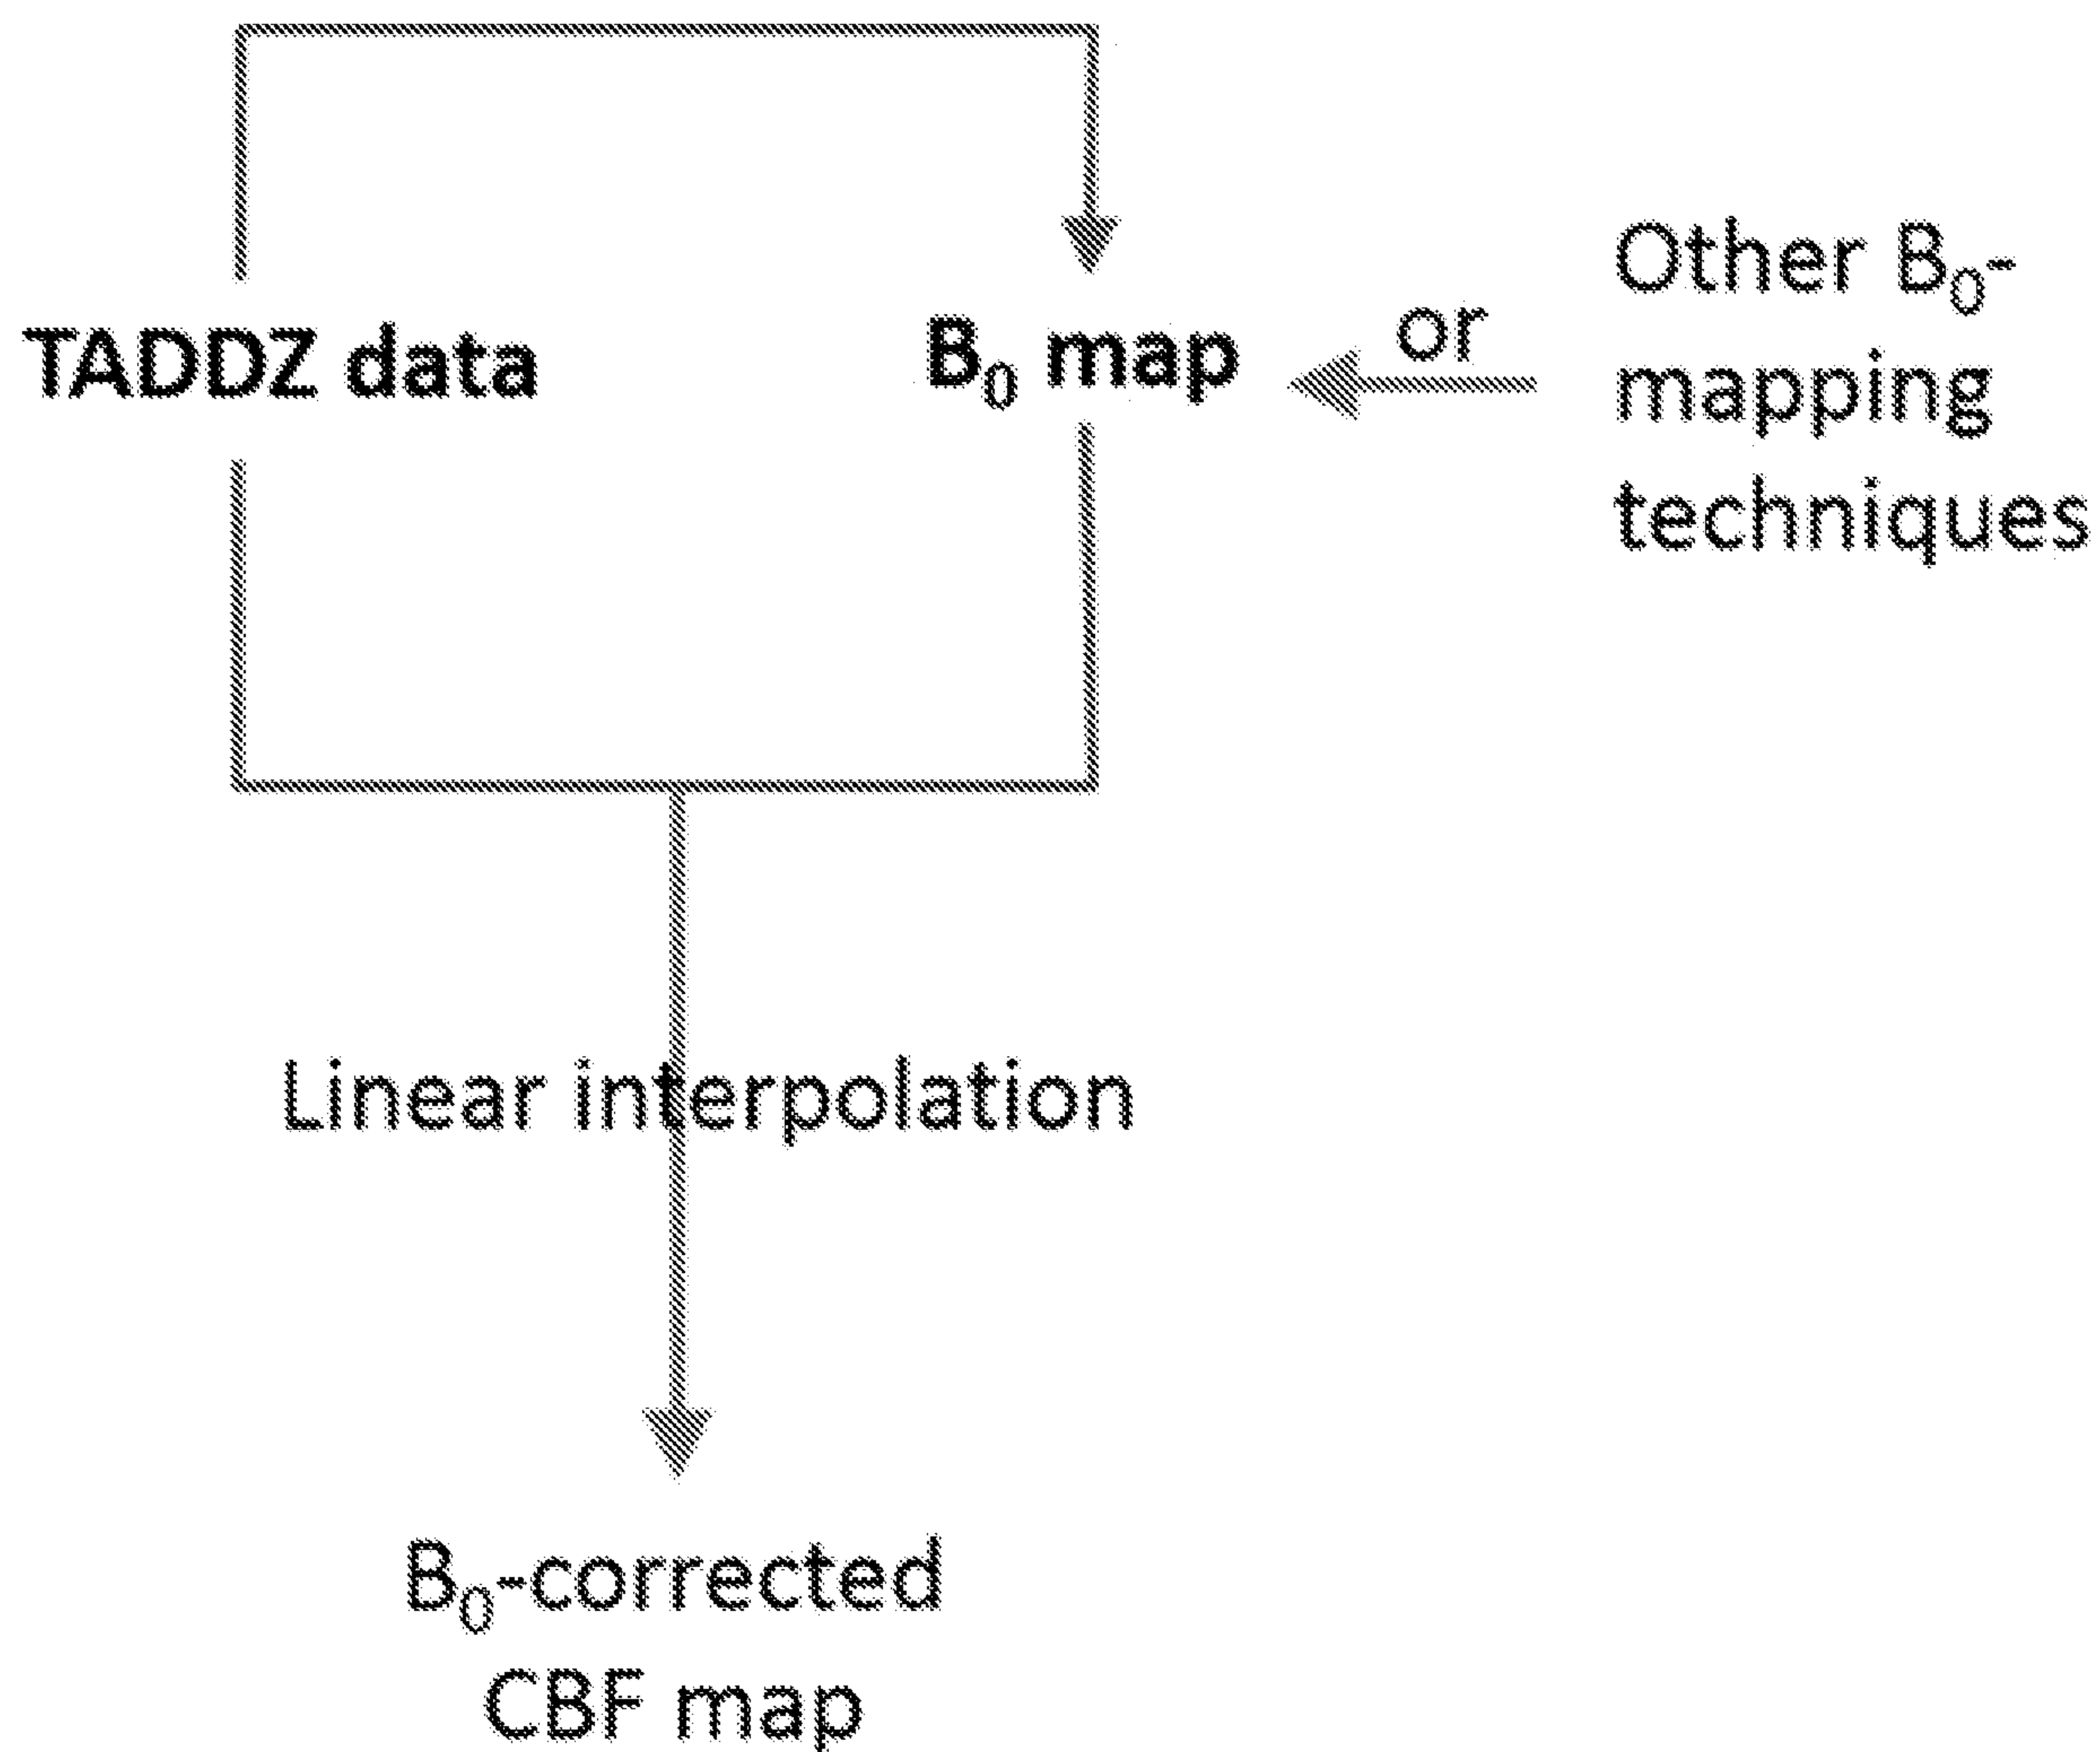 TADDZ data
B₀ map
or
Other B₀-
mapping
techniques
Linear interpolation
B₀-corrected
CBF map